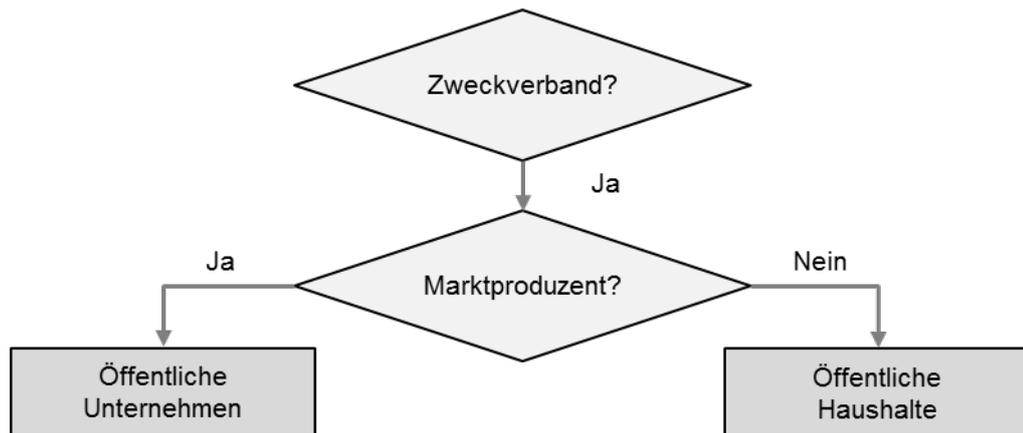 Zweckverband?
Ja
Ja
Nein
Marktproduzent?
Öffentliche
Unternehmen
Öffentliche
Haushalte